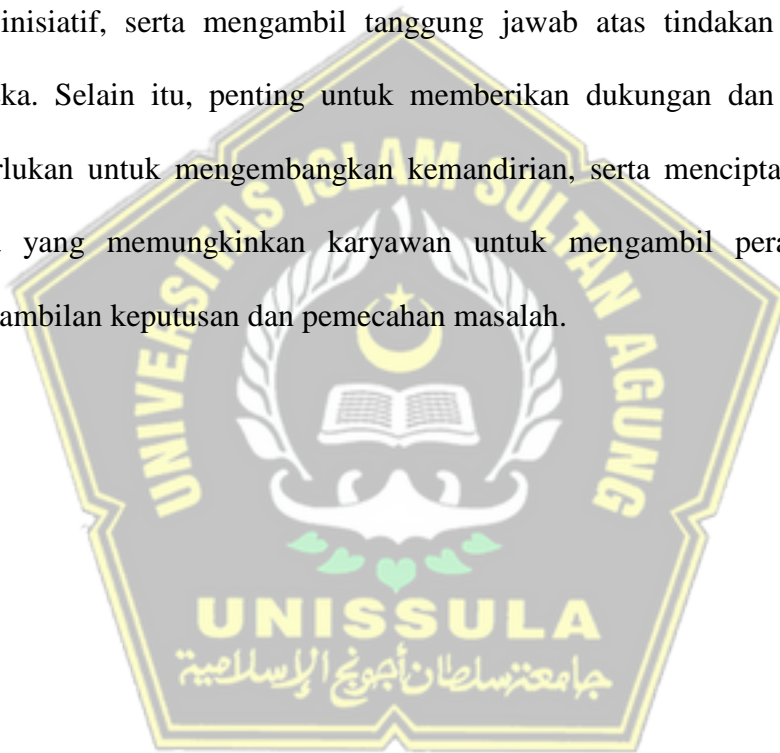 inisiatif, serta mengambil tanggung jawab atas tindakan
ka. Selain itu, penting untuk memberikan dukungan dan
rlukan untuk mengembangkan kemandirian, serta mencipta
yang memungkinkan karyawan untuk mengambil pera
ambilan keputusan dan pemecahan masalah.
UNIVERSITAS ISLAM SULTAN AGUNG
UNISSULA
جامعتسلطان أجونج الإسلامية